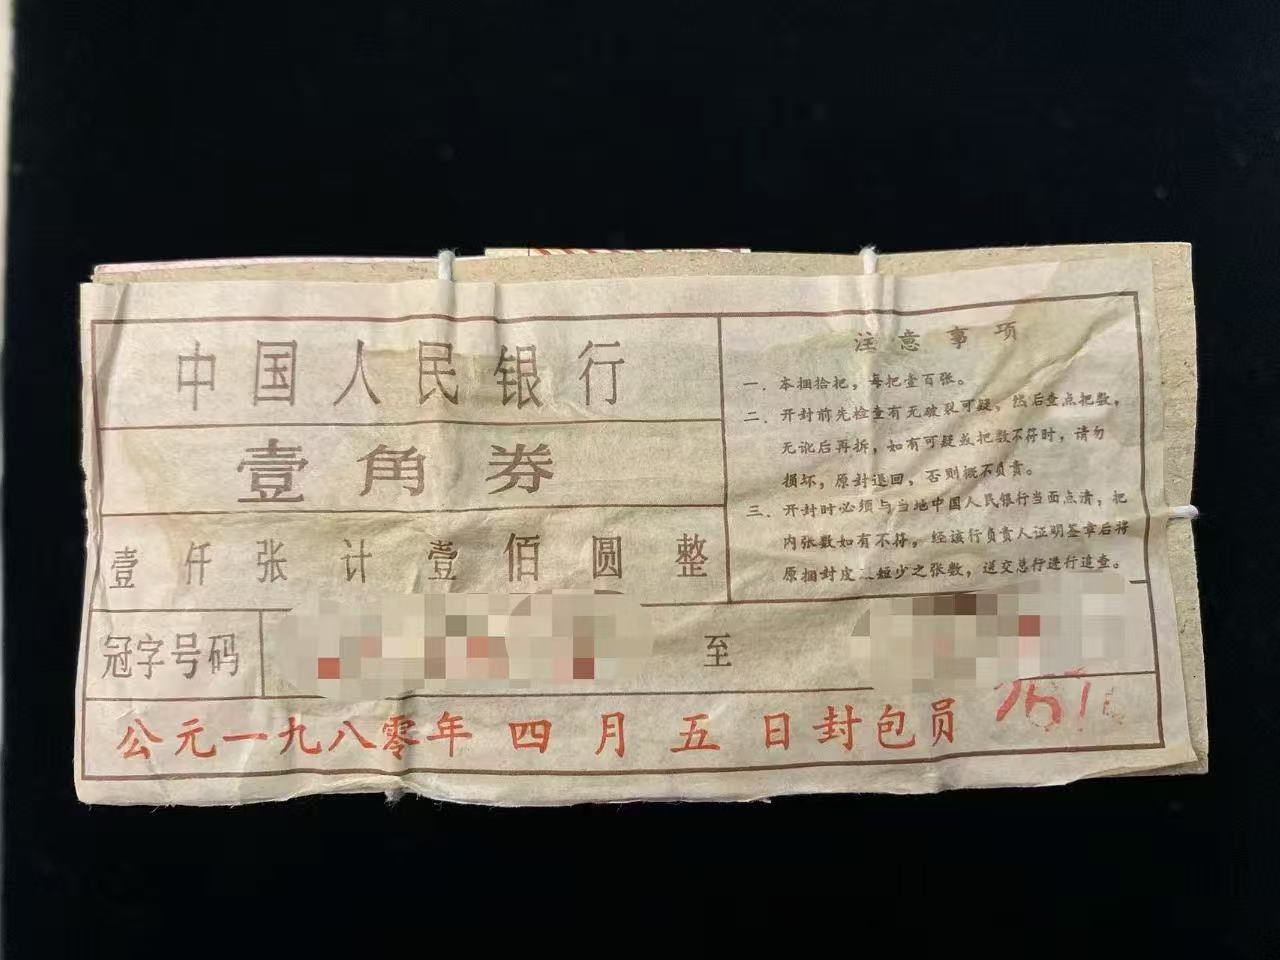 中国人民银行
壹角券
壹仟张计壹佰圆整
注意事项
一．本捆拾把，每把壹百张。
二．开封前先检查有无破裂可疑，然后查点把数，
无讹后再拆，如有可疑或把数不符时，请勿
损坏，原封退回，否则概不负责。
三．开封时必须与当地中国人民银行当面点清，把
内张数如有不符，经该行负责人证明签章后将
原捆封皮 短少之张数，送交总行进行追查。
冠字号码 至
公元一九八零年四月五日封包员